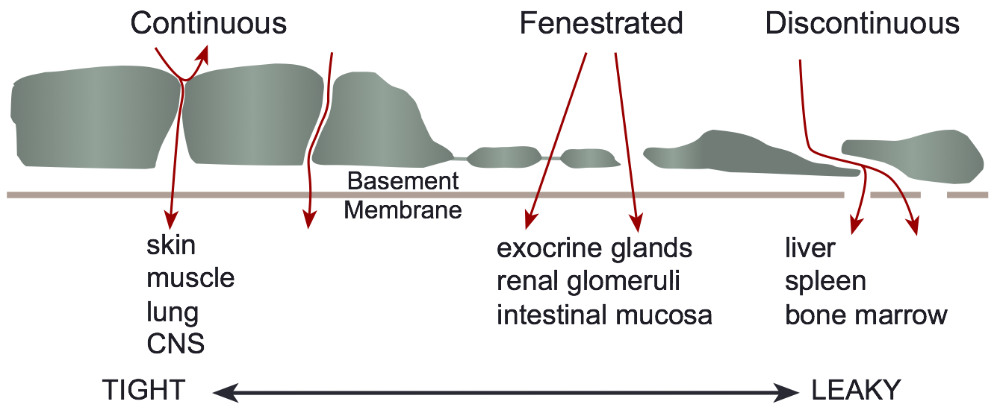 Continuous
Fenestrated
Discontinuous
Basement
Membrane
skin
muscle
lung
CNS
exocrine glands
renal glomeruli
intestinal mucosa
liver
spleen
bone marrow
TIGHT
LEAKY